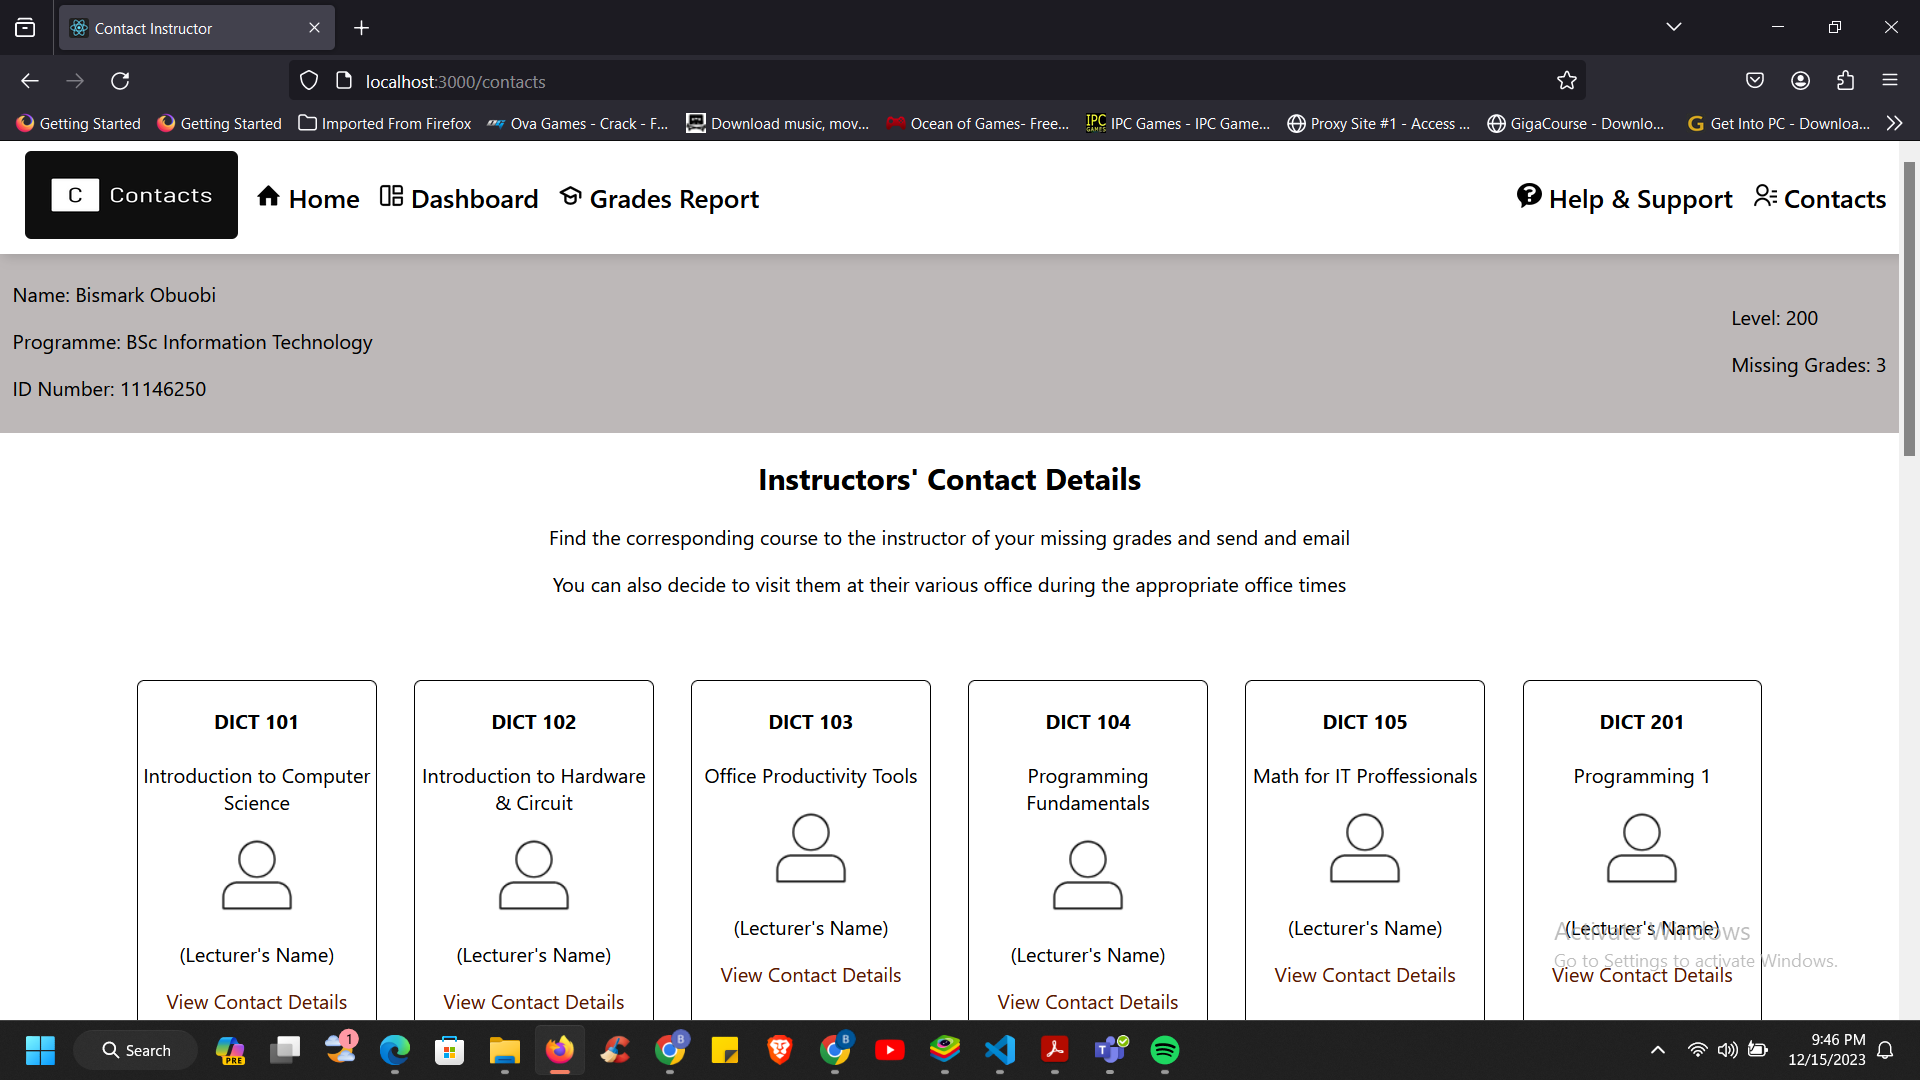 Contact Instructor
localhost:3000/contacts
Getting Started Getting Started Imported From Firefox Ova Games - Crack - F... Download music, mov... Ocean of Games- Free... IPC Games - IPC Game... Proxy Site #1 - Access ... GigaCourse - Downlo... Get Into PC - Downloa...
C Contacts Home Dashboard Grades Report Help & Support Contacts
Name: Bismark Obuobi
Programme: BSc Information Technology
ID Number: 11146250
Level: 200
Missing Grades: 3
Instructors' Contact Details
Find the corresponding course to the instructor of your missing grades and send and email
You can also decide to visit them at their various office during the appropriate office times
DICT 101
Introduction to Computer
Science
(Lecturer's Name)
View Contact Details
DICT 102
Introduction to Hardware
& Circuit
(Lecturer's Name)
View Contact Details
DICT 103
Office Productivity Tools
(Lecturer's Name)
View Contact Details
DICT 104
Programming
Fundamentals
(Lecturer's Name)
View Contact Details
DICT 105
Math for IT Proffessionals
(Lecturer's Name)
View Contact Details
DICT 201
Programming 1
(Lecturer's Name)
View Contact Details
Activate Windows
Go to Settings to activate Windows.
PRE
1
Search
B
B
9:46 PM
12/15/2023